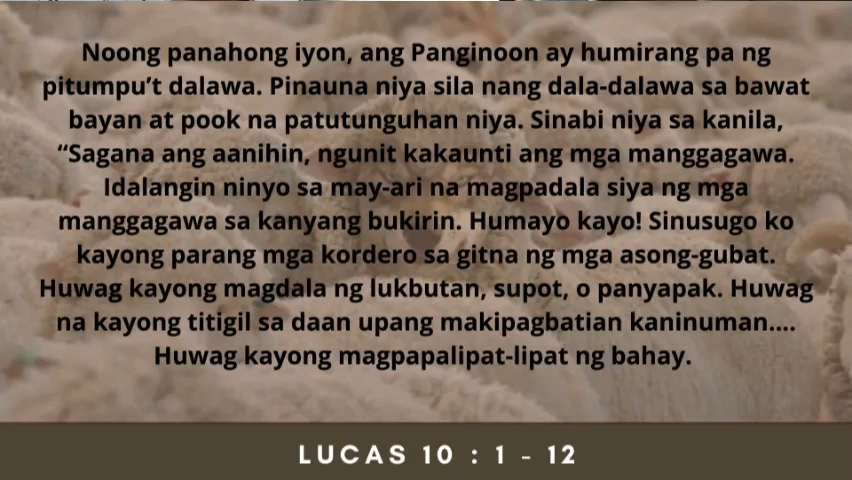 Noong panahong iyon, ang Panginoon ay humirang pa ng
pitumpu’t dalawa. Pinauna niya sila nang dala-dalawa sa bawat
bayan at pook na patutunguhan niya. Sinabi niya sa kanila,
“Sagana ang aanihin, ngunit kakaunti ang mga manggagawa.
Idalangin ninyo sa may-ari na magpadala siya ng mga
manggagawa sa kanyang bukirin. Humayo kayo! Sinusugo ko
kayong parang mga kordero sa gitna ng mga asong-gubat.
Huwag kayong magdala ng lukbutan, supot, o panyapak. Huwag
na kayong titigil sa daan upang makipagbatian kaninuman....
Huwag kayong magpapalipat-lipat ng bahay.
LUCAS 10 : 1 - 12